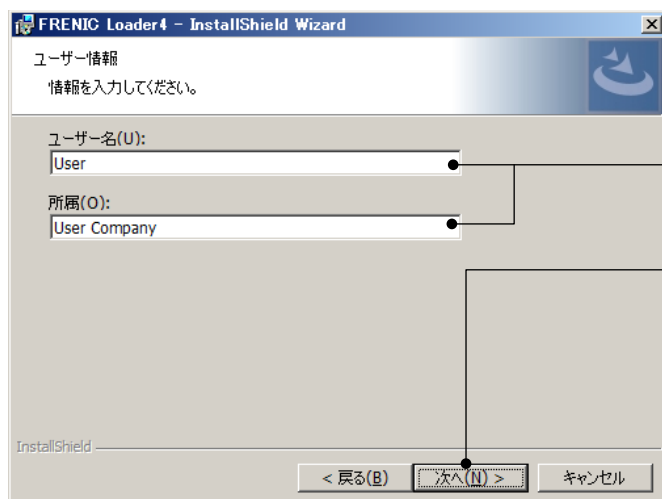 FRENIC Loader4 - InstallShield Wizard
ユーザー情報
情報を入力してください。
ユーザー名(U):
User
所属(O):
User Company
InstallShield
< 戻る(B)
次へ(N) >
キャンセル